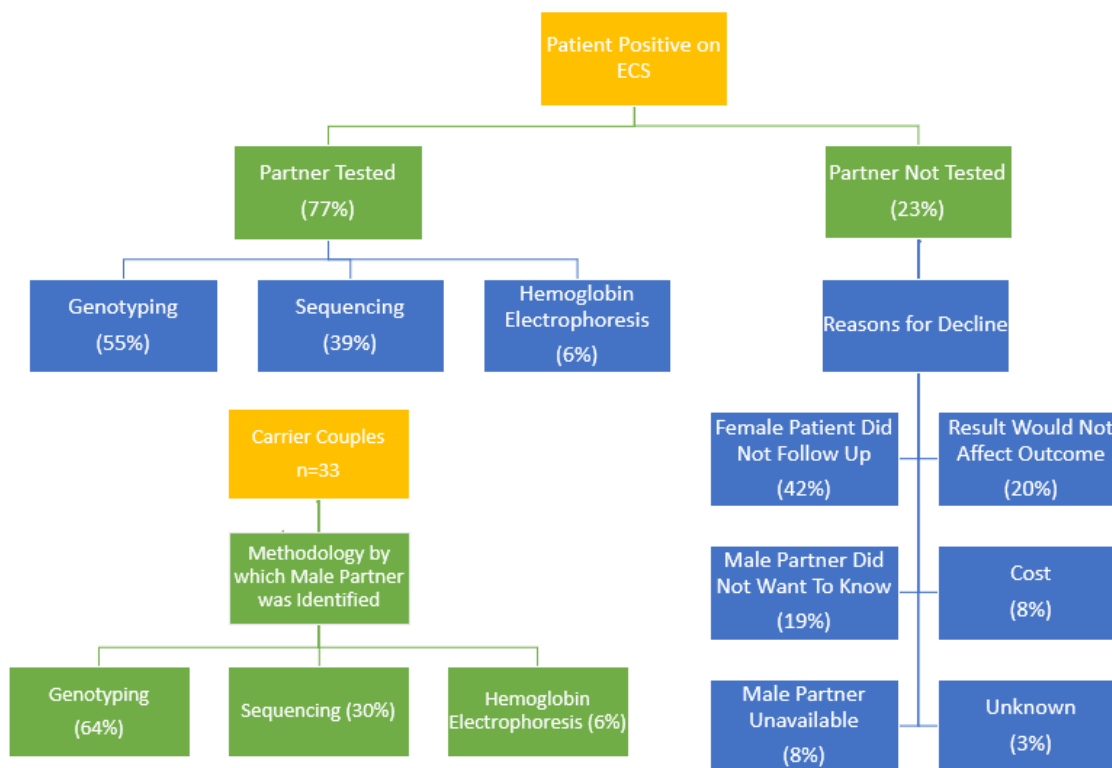 Patient Positive on
ECS
Partner Tested
(77%)
Partner Not Tested
(23%)
Genotyping
(55%)
Sequencing
(39%)
Hemoglobin
Electrophoresis
(6%)
Reasons for Decline
Carrier Couples
n=33
Methodology by
which Male Partner
was Identified
Genotyping
(64%)
Sequencing (30%)
Hemoglobin
Electrophoresis (6%)
Female Patient Did
Not Follow Up
(42%)
Result Would Not
Affect Outcome
(20%)
Male Partner Did
Not Want To Know
(19%)
Cost
(8%)
Male Partner
Unavailable
(8%)
Unknown
(3%)